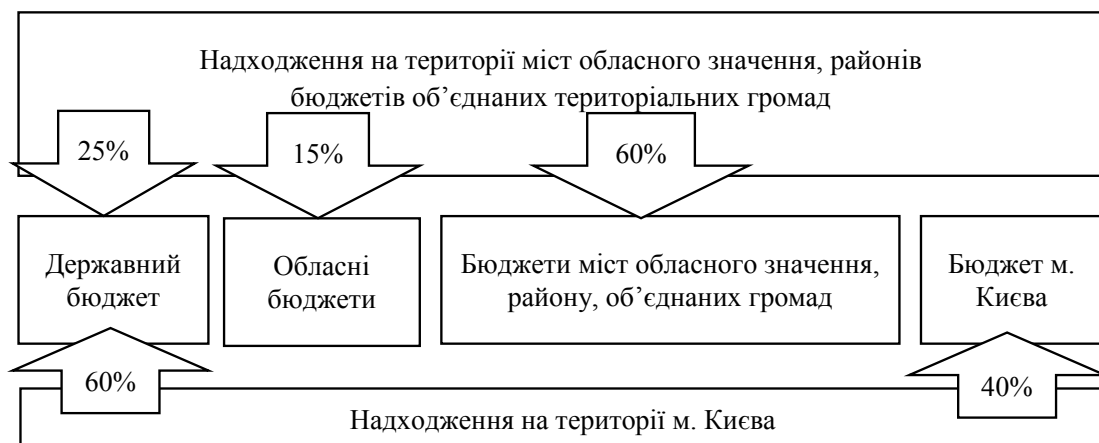 Надходження на території міст обласного значення, районів
бюджетів об’єднаних територіальних громад
25%
15%
60%
Державний
бюджет
Обласні
бюджети
Бюджети міст обласного значення,
району, об’єднаних громад
Бюджет м.
Києва
60%
40%
Надходження на території м. Києва